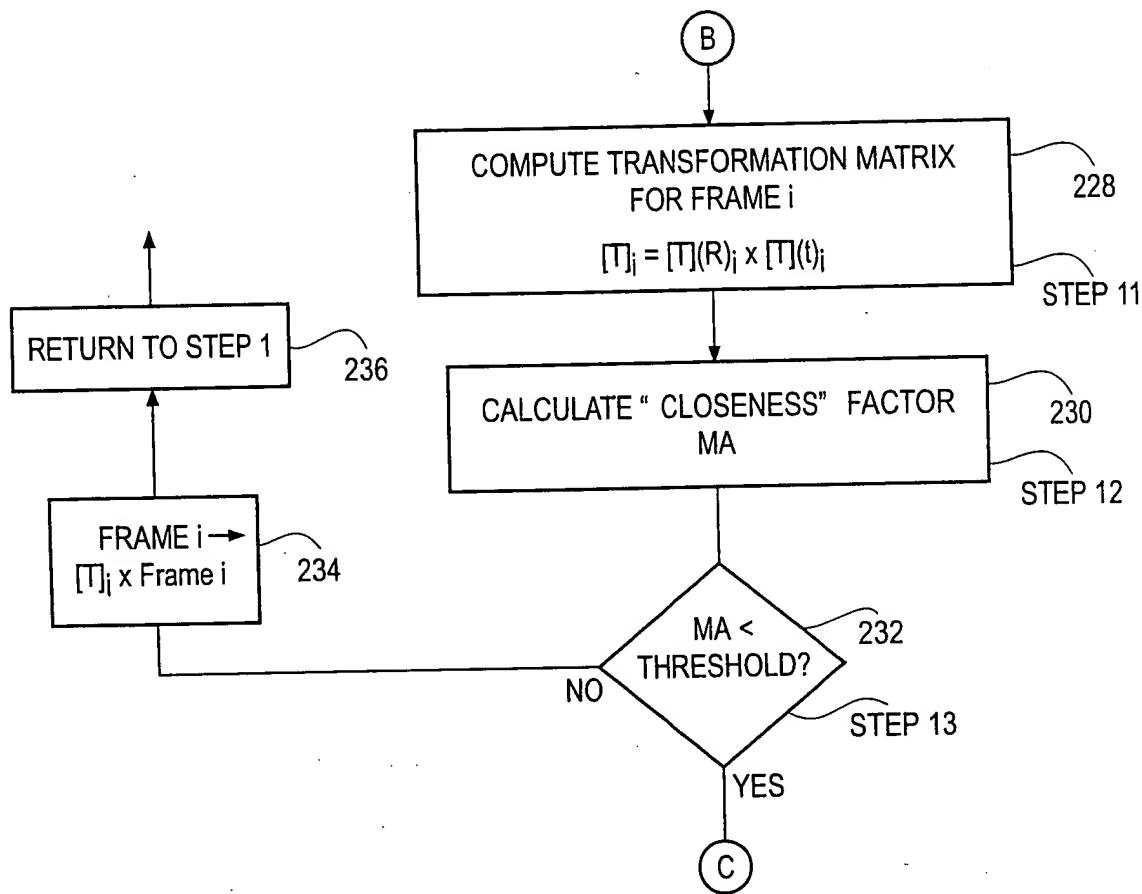 B
COMPUTE TRANSFORMATION MATRIX
FOR FRAME i
[T]i = [T](R)i x [T](t)i
228
STEP 11
RETURN TO STEP 1
236
CALCULATE “ CLOSENESS” FACTOR
MA
230
STEP 12
FRAME i →
[T]i x Frame i
234
MA <
THRESHOLD?
232
NO
STEP 13
YES
C